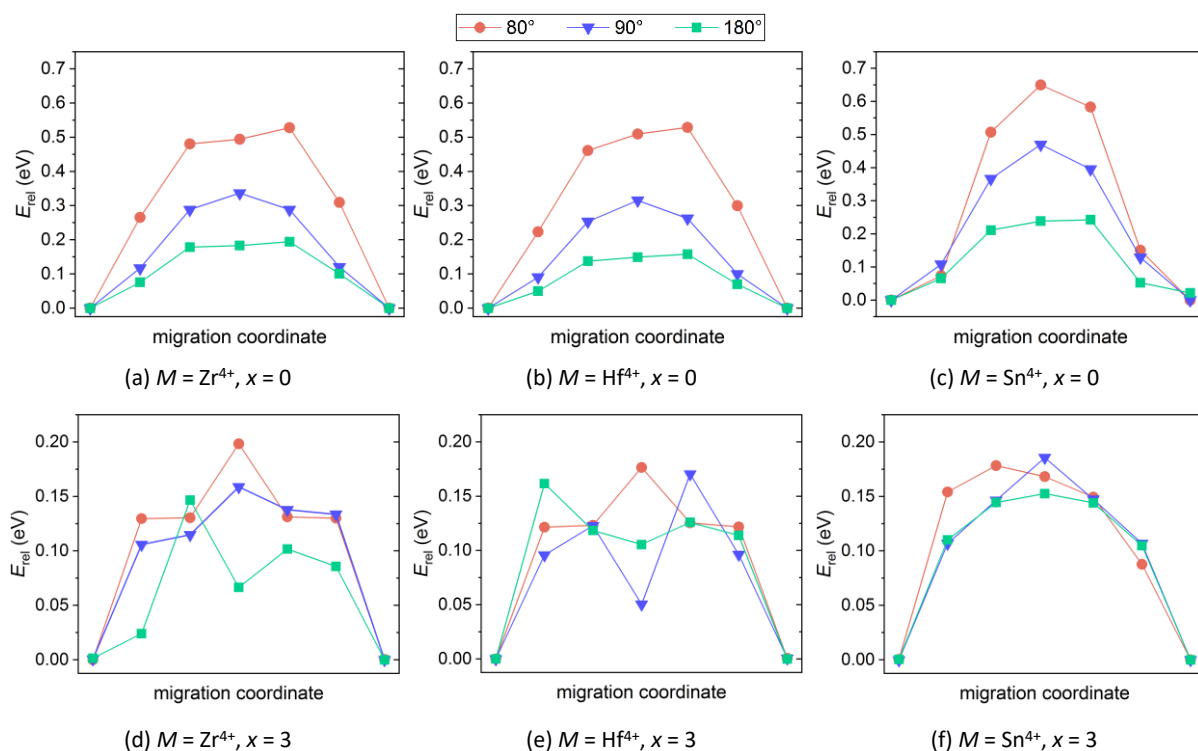 80° 90° 180°
0.7 0.7 0.7
0.6 0.6 0.6
0.5 0.5 0.5
0.4 0.4 0.4
0.3 0.3 0.3
0.2 0.2 0.2
0.1 0.1 0.1
0.0 0.0 0.0
E_rel (eV) E_rel (eV) E_rel (eV)
migration coordinate migration coordinate migration coordinate
(a) M = Zr⁴⁺, x = 0 (b) M = Hf⁴⁺, x = 0 (c) M = Sn⁴⁺, x = 0
0.20 0.20 0.20
0.15 0.15 0.15
0.10 0.10 0.10
0.05 0.05 0.05
0.00 0.00 0.00
E_rel (eV) E_rel (eV) E_rel (eV)
migration coordinate migration coordinate migration coordinate
(d) M = Zr⁴⁺, x = 3 (e) M = Hf⁴⁺, x = 3 (f) M = Sn⁴⁺, x = 3